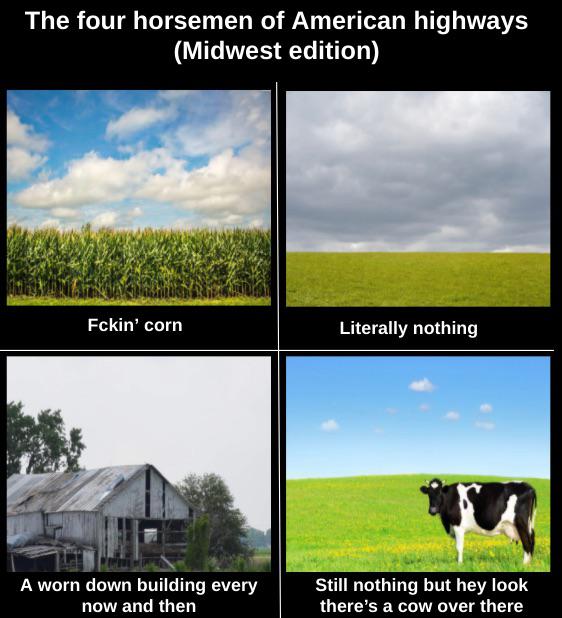 The four horsemen of American highways
(Midwest edition)
Fckin’ corn
Literally nothing
A worn down building every
now and then
Still nothing but hey look
there’s a cow over there